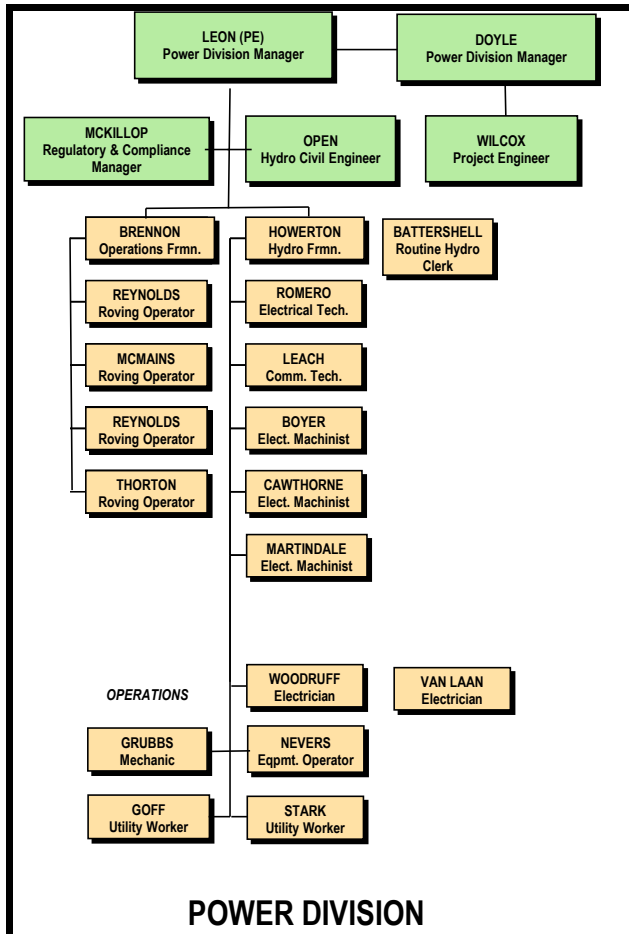 LEON (PE)
Power Division Manager
DOYLE
Power Division Manager
MCKILLOP
Regulatory & Compliance
Manager
OPEN
Hydro Civil Engineer
WILCOX
Project Engineer
BRENNON
Operations Frmn.
HOWERTON
Hydro Frmn.
BATTERSHELL
Routine Hydro
Clerk
REYNOLDS
Roving Operator
ROMERO
Electrical Tech.
MCMAINS
Roving Operator
LEACH
Comm. Tech.
REYNOLDS
Roving Operator
BOYER
Elect. Machinist
THORTON
Roving Operator
CAWTHORNE
Elect. Machinist
MARTINDALE
Elect. Machinist
OPERATIONS
WOODRUFF
Electrician
VAN LAAN
Electrician
GRUBBS
Mechanic
NEVERS
Eqpmt. Operator
GOFF
Utility Worker
STARK
Utility Worker
POWER DIVISION